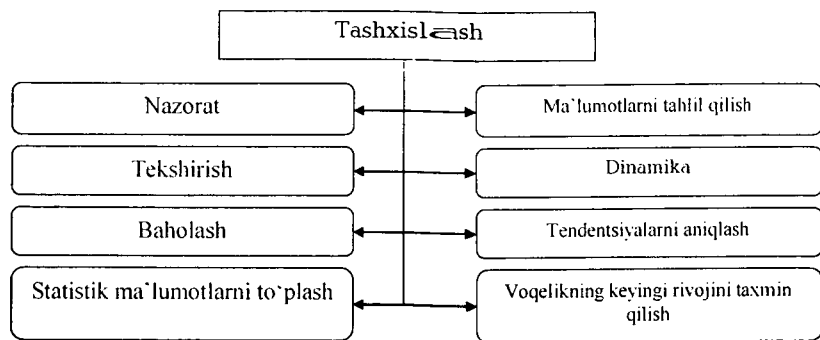 Tashxislash
Nazorat
Ma`lumotlarni tahlil qilish
Tekshirish
Dinamika
Baholash
Tendentsiyalarni aniqlash
Statistik ma`lumotlarni to`plash
Voqelikning keyingi rivojini taxmin
qilish